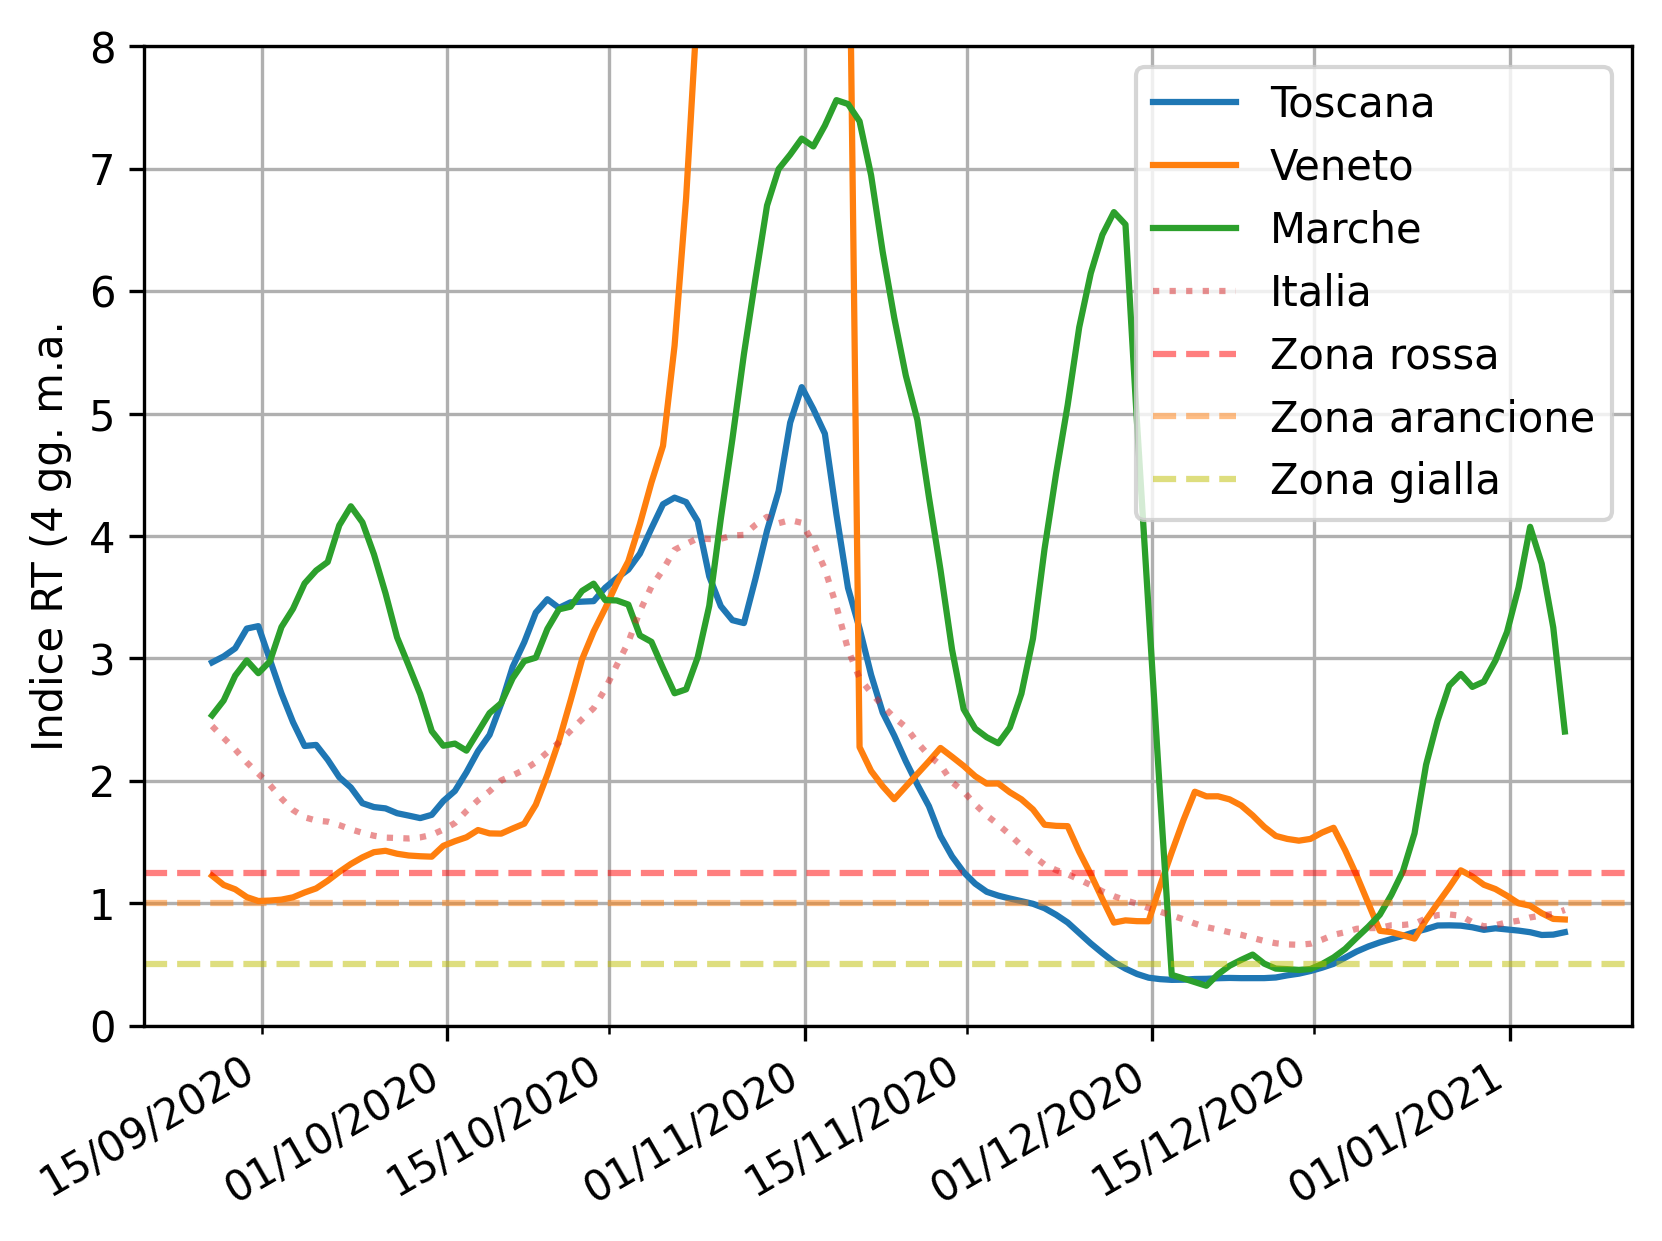 8
7
6
5
4
3
2
1
0
Indice RT (4 gg. m.a.
Toscana
Veneto
Marche
Italia
Zona rossa
Zona arancione
Zona gialla
15/09/2020
01/10/2020
15/10/2020
01/11/2020
15/11/2020
01/12/2020
15/12/2020
01/01/2021